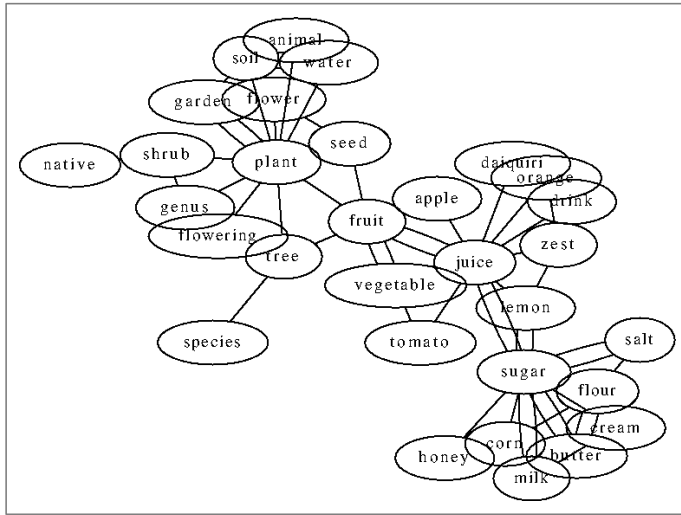 animal
soil
water
garden
flower
seed
native
shrub
plant
daiquiri
orange
apple
drink
genus
fruit
flowering
zest
tree
juice
vegetable
lemon
species
tomato
salt
sugar
flour
cream
honey
corn
butter
milk